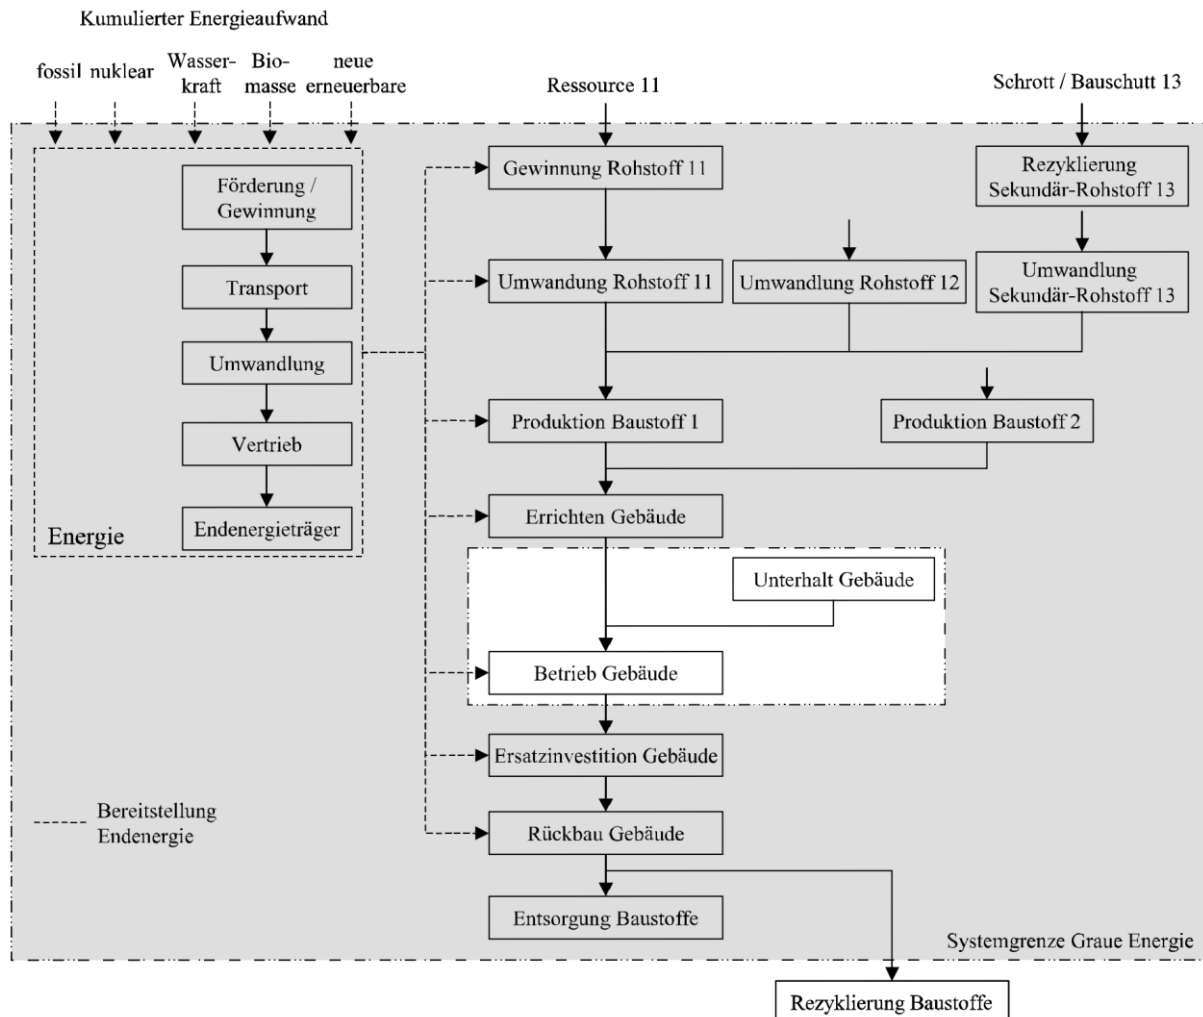 Kumulierter Energieaufwand
fossil
nuklear
Wasser-
kraft
Bio-
masse
neue
erneuerbare
Ressource 11
Schrott / Bauschutt 13
Förderung /
Gewinnung
Transport
Umwandlung
Vertrieb
Endenergieträger
Energie
Gewinnung Rohstoff 11
Rezyklierung
Sekundär-Rohstoff 13
Umwandung Rohstoff 11
Umwandlung Rohstoff 12
Umwandlung
Sekundär-Rohstoff 13
Produktion Baustoff 1
Produktion Baustoff 2
Errichten Gebäude
Unterhalt Gebäude
Betrieb Gebäude
Ersatzinvestition Gebäude
Bereitstellung
Endenergie
Rückbau Gebäude
Entsorgung Baustoffe
Systemgrenze Graue Energie
Rezyklierung Baustoffe